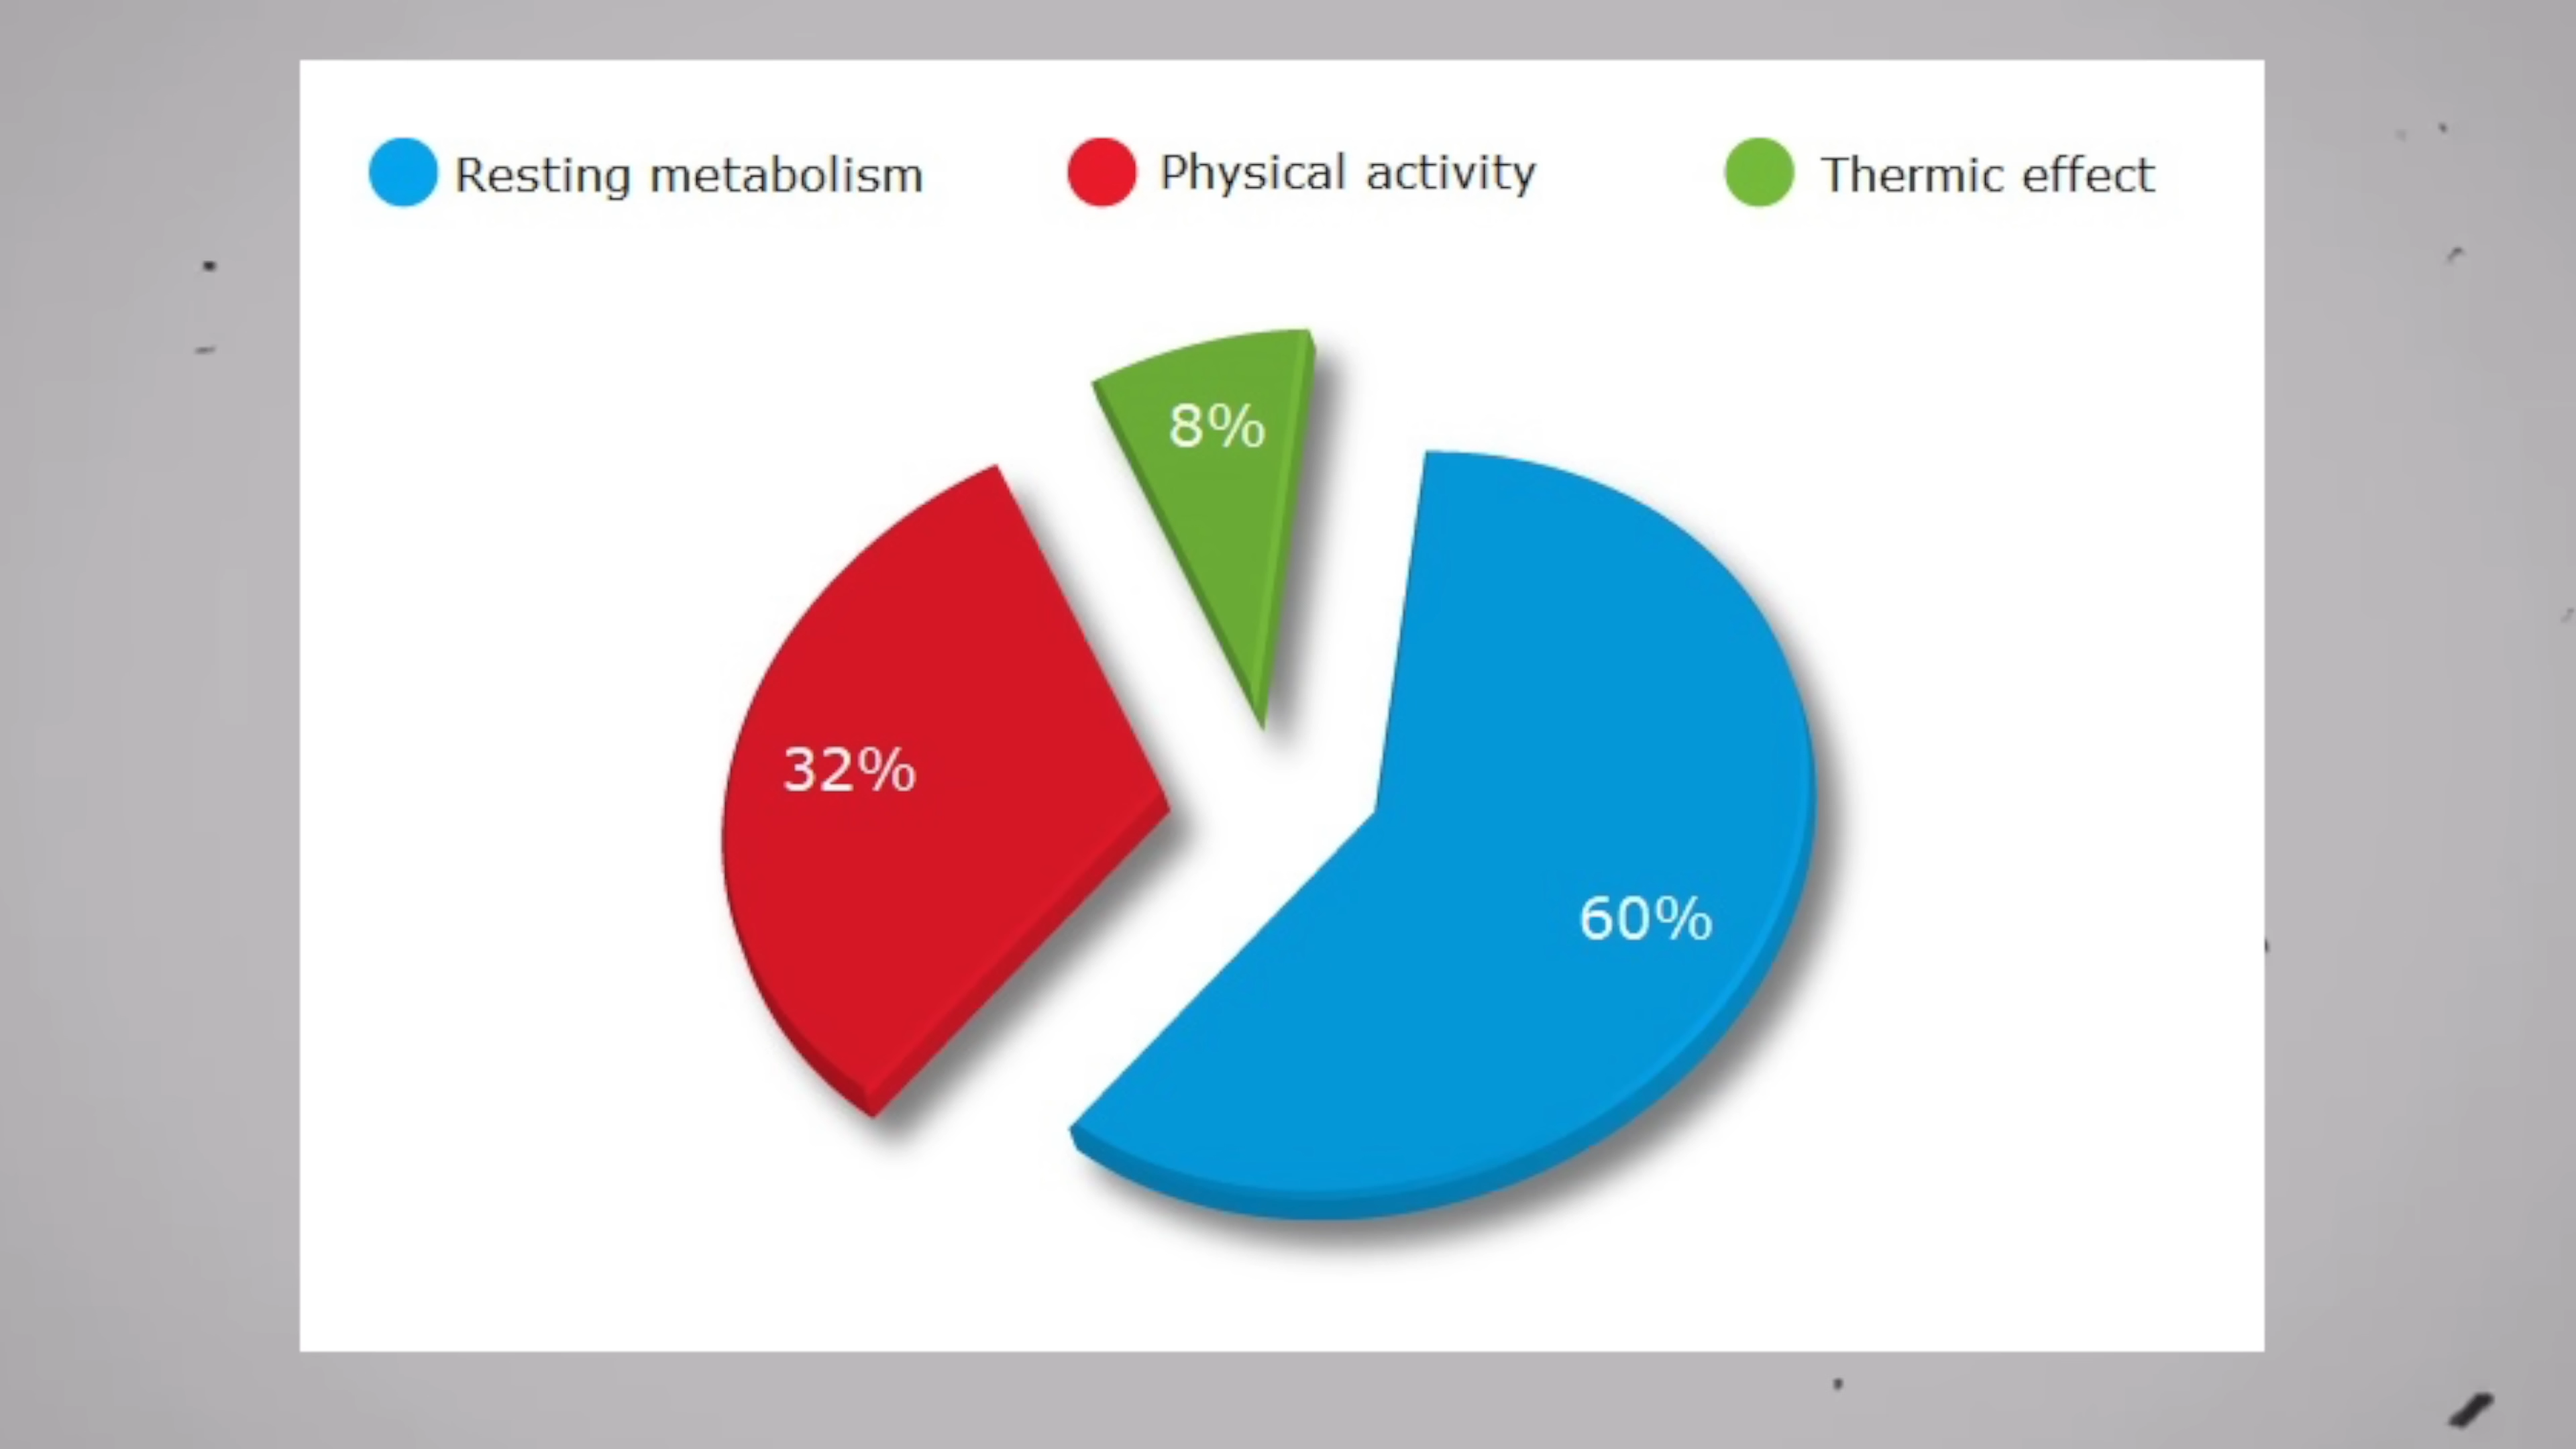 Resting metabolism
Physical activity
Thermic effect
8%
32%
60%